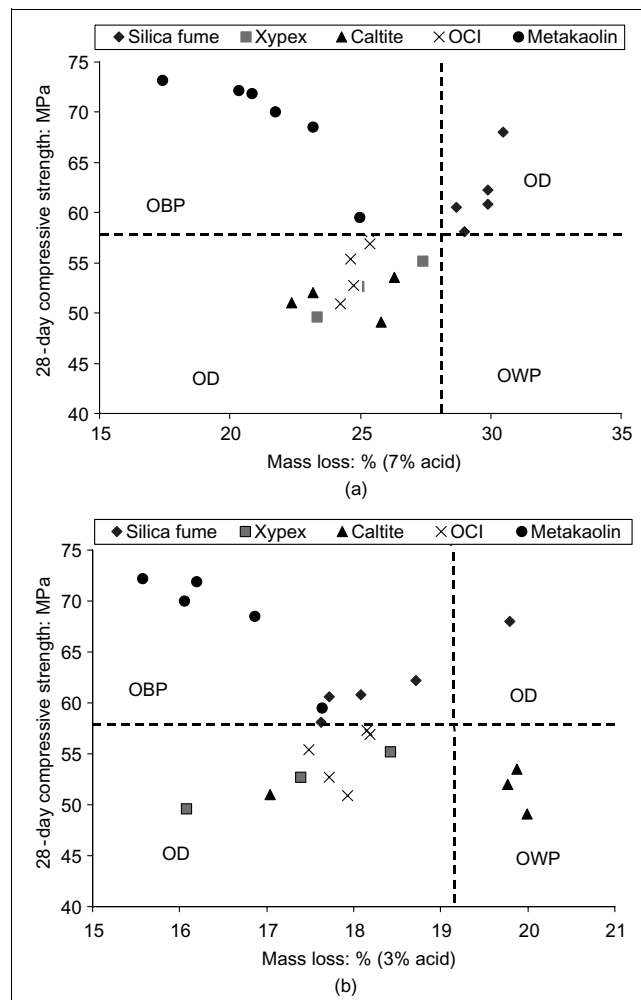 Silica fume Xypex Caltite OCI Metakaolin
75
70
65
60
55
50
45
40
28-day compressive strength: MPa
OBP
OD
OD
OWP
15 20 25 30 35
Mass loss: % (7% acid)
(a)
Silica fume Xypex Caltite OCI Metakaolin
75
70
65
60
55
50
45
40
28-day compressive strength: MPa
OBP
OD
OD
OWP
15 16 17 18 19 20 21
Mass loss: % (3% acid)
(b)